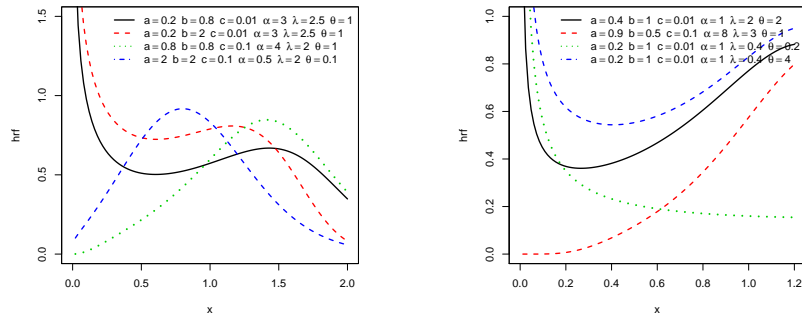 a=0.2 b=0.8 c=0.01 α=3 λ=2.5 θ=1
a=0.2 b=2 c=0.01 α=3 λ=2.5 θ=1
a=0.8 b=0.8 c=0.1 α=4 λ=2 θ=1
a=2 b=2 c=0.1 α=0.5 λ=2 θ=0.1
hrf
0.0 0.5 1.0 1.5
0.0 0.5 1.0 1.5 2.0
x
a=0.4 b=1 c=0.01 α=1 λ=2 θ=2
a=0.9 b=0.5 c=0.1 α=8 λ=3 θ=1
a=0.2 b=1 c=0.01 α=1 λ=0.4 θ=0.2
a=0.2 b=1 c=0.01 α=1 λ=0.4 θ=4
hrf
0.0 0.2 0.4 0.6 0.8 1.0
0.0 0.2 0.4 0.6 0.8 1.0 1.2
x